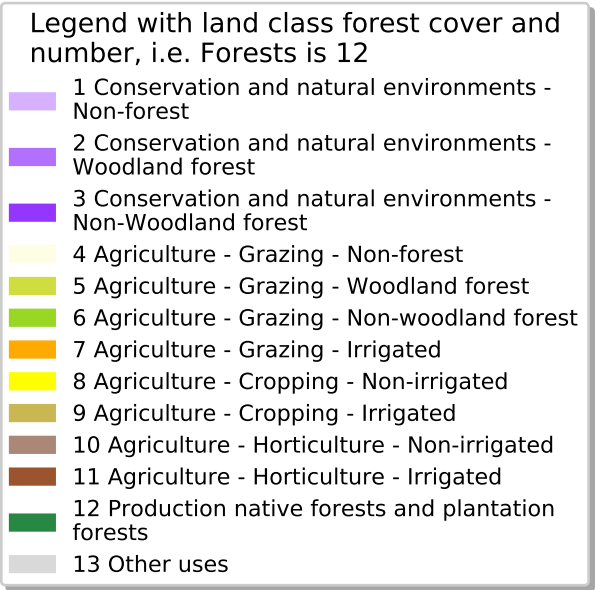 Legend with land class forest cover and
number, i.e. Forests is 12
1 Conservation and natural environments -
Non-forest
2 Conservation and natural environments -
Woodland forest
3 Conservation and natural environments -
Non-Woodland forest
4 Agriculture - Grazing - Non-forest
5 Agriculture - Grazing - Woodland forest
6 Agriculture - Grazing - Non-woodland forest
7 Agriculture - Grazing - Irrigated
8 Agriculture - Cropping - Non-irrigated
9 Agriculture - Cropping - Irrigated
10 Agriculture - Horticulture - Non-irrigated
11 Agriculture - Horticulture - Irrigated
12 Production native forests and plantation
forests
13 Other uses